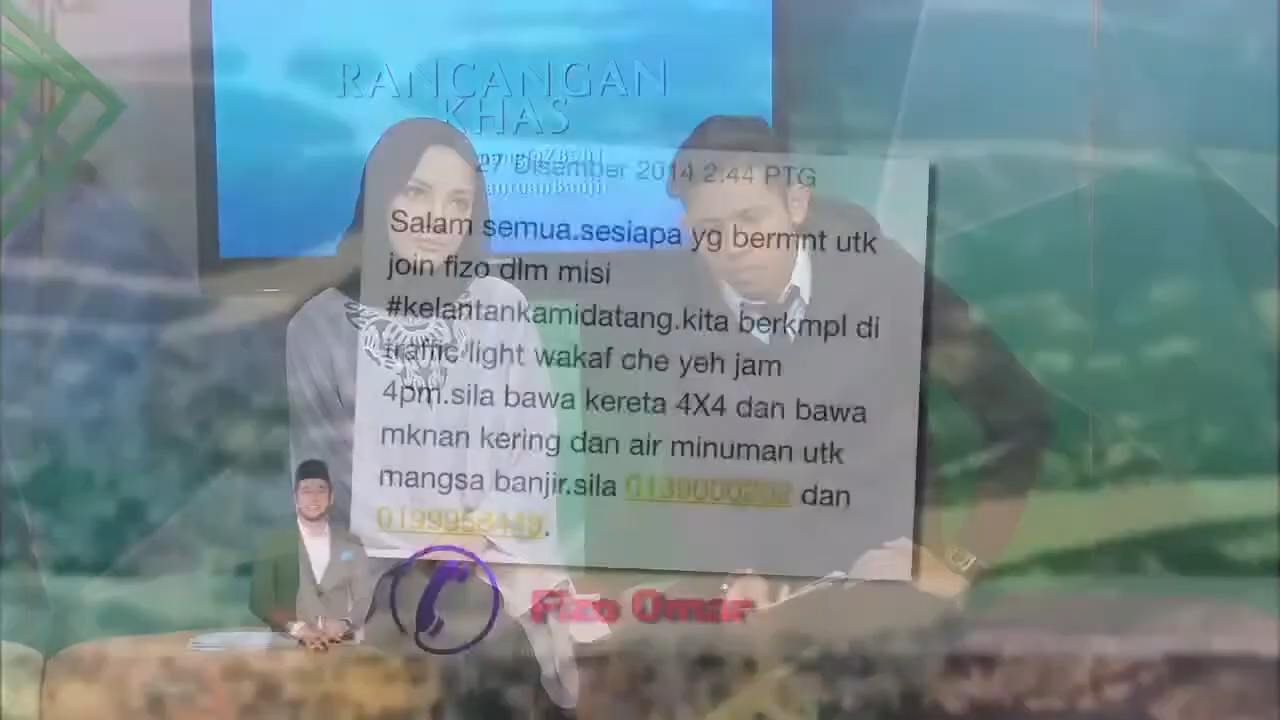 RANCANGAN
KHAS
27 Disember 2014 2.44 PTG
Salam semua.sesiapa yg bermnt utk
join fizo dlm misi
#kelantankamidatang.kita berkmpl di
traffic light wakaf che yeh jam
4pm.sila bawa kereta 4X4 dan bawa
mknan kering dan air minuman utk
mangsa banjir.sila dan
Fizo Omar